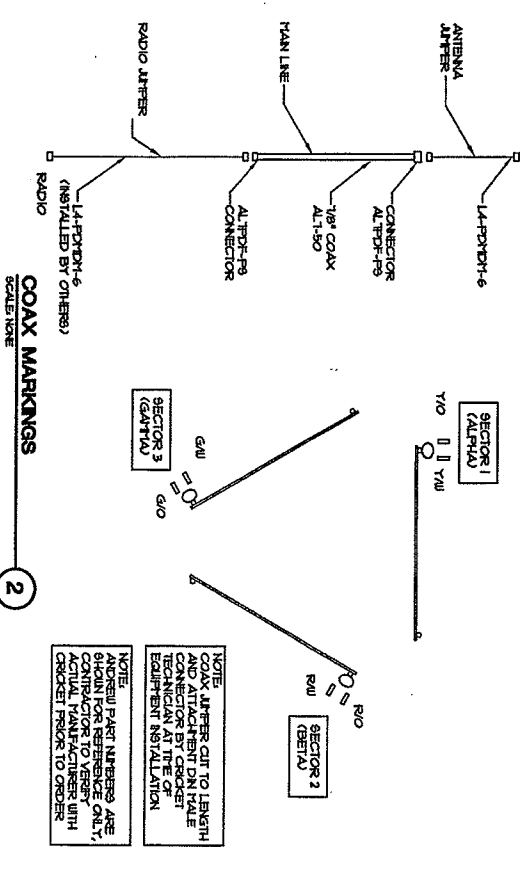 ANTENNA
JUMPER
L4-PDMDM-6
CONNECTOR
AL7PDF-PS
MAIN LINE
7/8" COAX
AL7-50
AL7PDF-PS
CONNECTOR
RADIO JUMPER
L4-PDMDM-6
(INSTALLED BY OTHERS)
RADIO
SECTOR 1
(ALPHA)
Y/O
Y/W
SECTOR 2
(BETA)
R/O
R/W
SECTOR 3
(GAMMA)
G/W
G/O
NOTE:
COAX JUMPER CUT TO LENGTH
AND ATTACHMENT DIN MALE
CONNECTOR BY CRICKET
TECHNICIAN AT TIME OF
EQUIPMENT INSTALLATION
NOTE:
ANDREW PART NUMBERS ARE
SHOWN FOR REFERENCE ONLY,
CONTRACTOR TO VERIFY
ACTUAL MANUFACTURER WITH
CRICKET PRIOR TO ORDER
COAX MARKINGS
SCALE: NONE
2